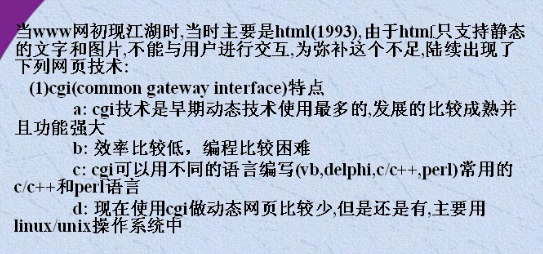 当www网初现江湖时,当时主要是html(1993),由于html只支持静态
的文字和图片,不能与用户进行交互,为弥补这个不足,陆续出现了
下列网页技术:
(1)cgi(common gateway interface)特点
a: cgi技术是早期动态技术使用最多的,发展的比较成熟并
且功能强大
b: 效率比较低，编程比较困难
c: cgi可以用不同的语言编写(vb,delphi,c/c++,perl)常用的
c/c++和perl语言
d: 现在使用cgi做动态网页比较少,但是还是有,主要用
linux/unix操作系统中